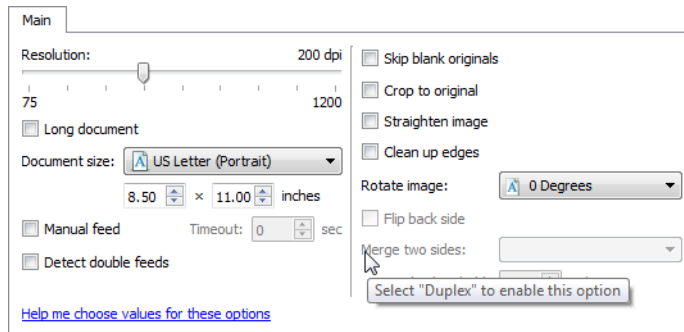 Main
Resolution: 200 dpi
75 1200
Long document
Document size: US Letter (Portrait)
8.50 × 11.00 inches
Manual feed Timeout: 0 sec
Detect double feeds
Help me choose values for these options
Skip blank originals
Crop to original
Straighten image
Clean up edges
Rotate image: 0 Degrees
Flip back side
Merge two sides:
Select "Duplex" to enable this option